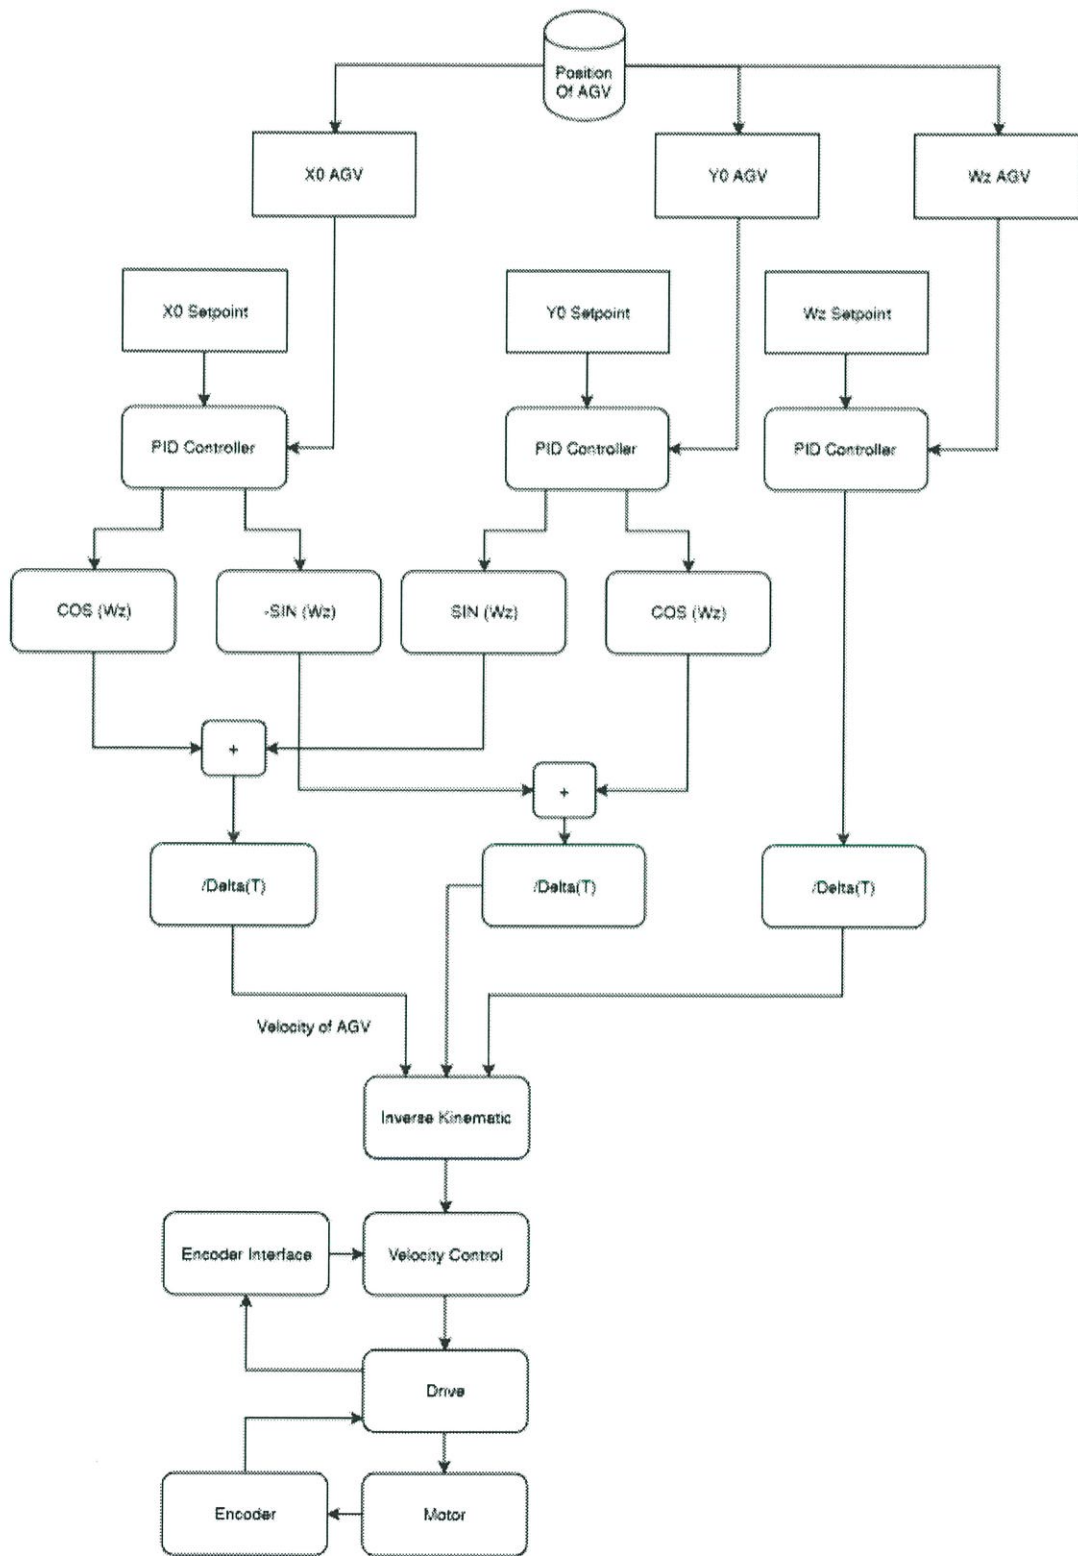 Position
Of AGV
X0 AGV
Y0 AGV
Wz AGV
X0 Setpoint
Y0 Setpoint
Wz Setpoint
PID Controller
PID Controller
PID Controller
COS (Wz)
-SIN (Wz)
SIN (Wz)
COS (Wz)
+
+
/Delta(T)
/Delta(T)
/Delta(T)
Velocity of AGV
Inverse Kinematic
Encoder Interface
Velocity Control
Drive
Encoder
Motor